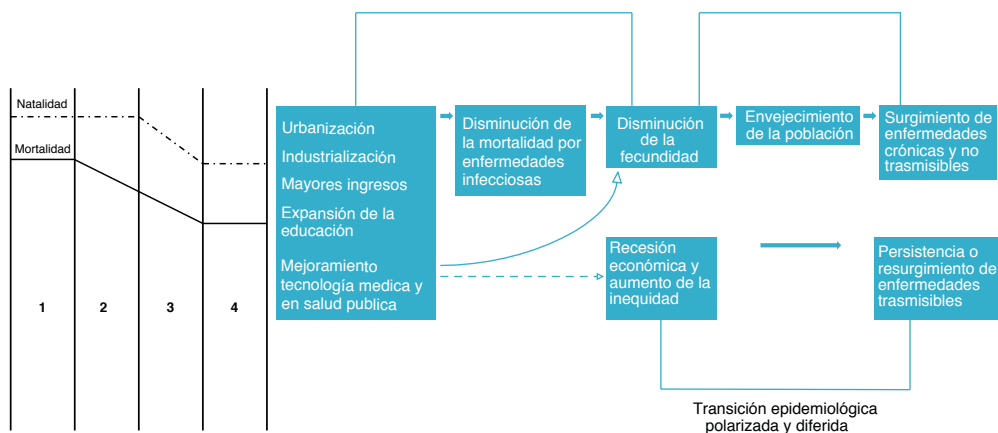 Natalidad
Mortalidad
1
2
3
4
Urbanización
Industrialización
Mayores ingresos
Expansión de la
educación
Mejoramiento
tecnología medica y
en salud publica
Disminución de
la mortalidad por
enfermedades
infecciosas
Disminución
de la
fecundidad
Envejecimiento
de la población
Surgimiento de
enfermedades
crónicas y no
trasmisibles
Recesión
económica y
aumento de la
inequidad
Persistencia o
resurgimiento de
enfermedades
trasmisibles
Transición epidemiológica
polarizada y diferida